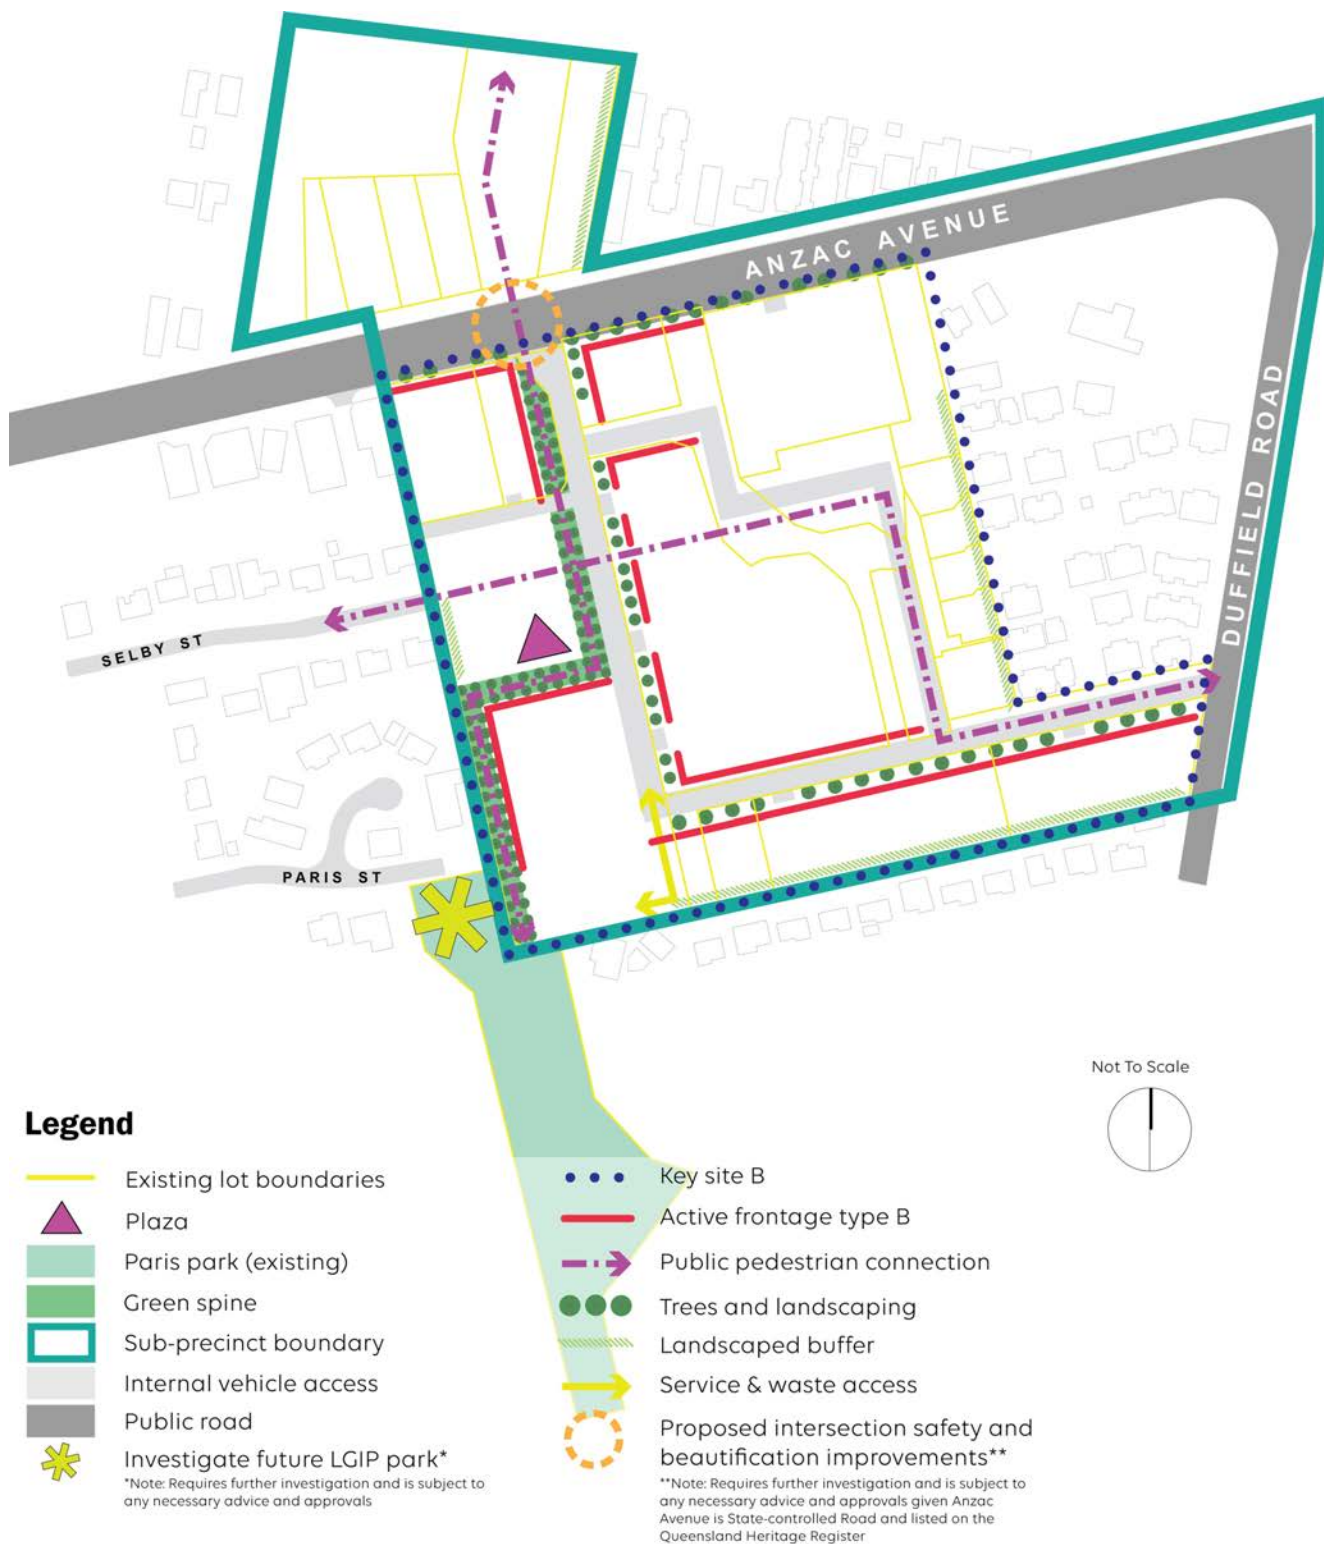 ANZAC AVENUE
DUFFIELD ROAD
SELBY ST
PARIS ST
Not To Scale
Legend
Existing lot boundaries
Plaza
Paris park (existing)
Green spine
Sub-precinct boundary
Internal vehicle access
Public road
Investigate future LGIP park*
*Note: Requires further investigation and is subject to
any necessary advice and approvals
Key site B
Active frontage type B
Public pedestrian connection
Trees and landscaping
Landscaped buffer
Service & waste access
Proposed intersection safety and
beautification improvements**
**Note: Requires further investigation and is subject to
any necessary advice and approvals given Anzac
Avenue is State-controlled Road and listed on the
Queensland Heritage Register